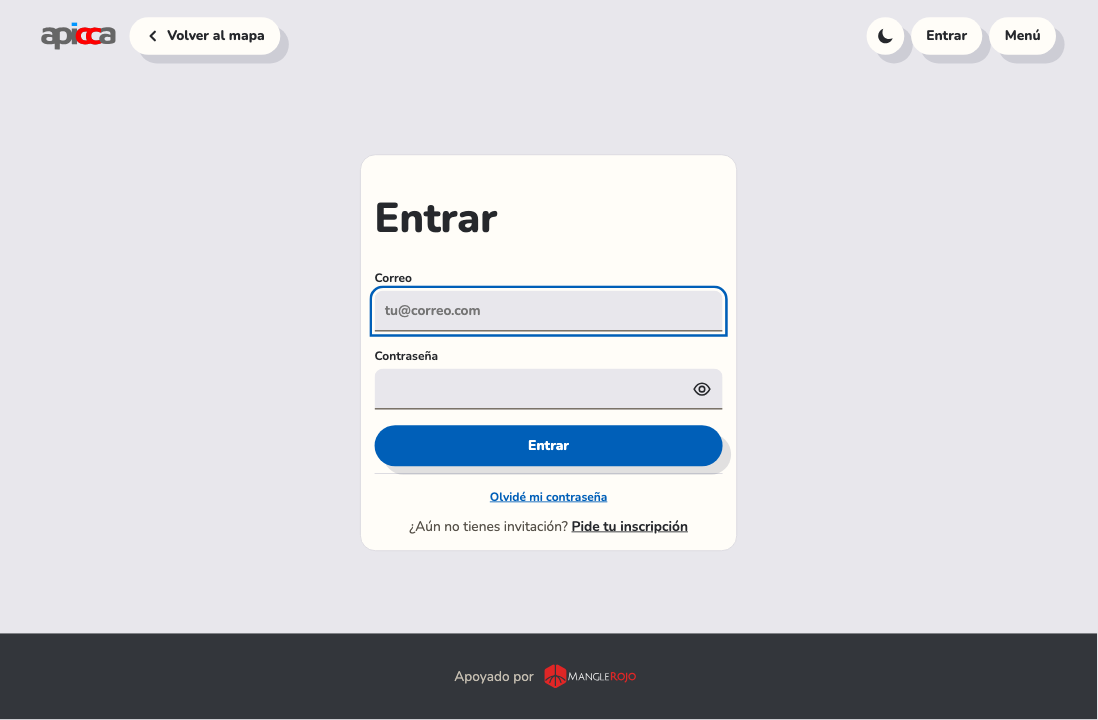 apicca
Volver al mapa
Entrar
Menú
Entrar
Correo
tu@correo.com
Contraseña
Entrar
Olvidé mi contraseña
¿Aún no tienes invitación? Pide tu inscripción
Apoyado por MANGLEROJO